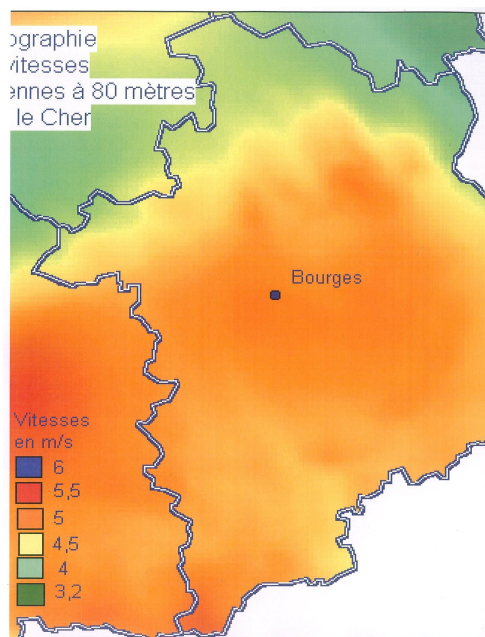 ographie
vitesses
ennes à 80 mètres
le Cher
Bourges
Vitesses
en m/s
6
5,5
5
4,5
4
3,2